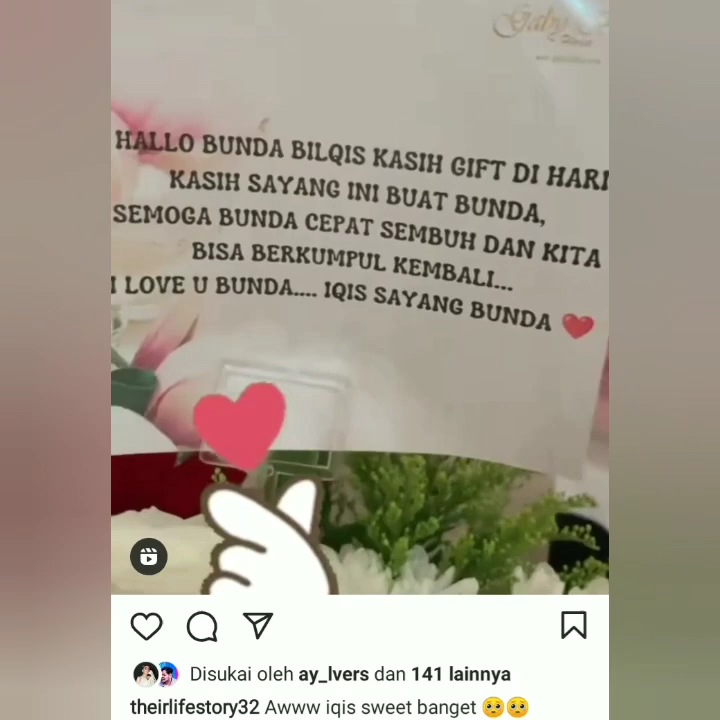 Gaby
HALLO BUNDA BILQIS KASIH GIFT DI HARI
KASIH SAYANG INI BUAT BUNDA,
SEMOGA BUNDA CEPAT SEMBUH DAN KITA
BISA BERKUMPUL KEMBALI...
I LOVE U BUNDA.... IQIS SAYANG BUNDA ❤️
Disukai oleh ay_lvers dan 141 lainnya
theirlifestory32 Awww iqis sweet banget 🥺🥺